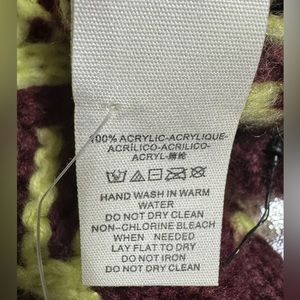 100% ACRYLIC-ACRYLIQUE-
ACRÍLICO-ACRILICO-
ACRYL-腈纶
HAND WASH IN WARM
WATER
DO NOT DRY CLEAN
NON-CHLORINE BLEACH
WHEN NEEDED
LAY FLAT TO DRY
DO NOT IRON
DO NOT DRY CLEAN